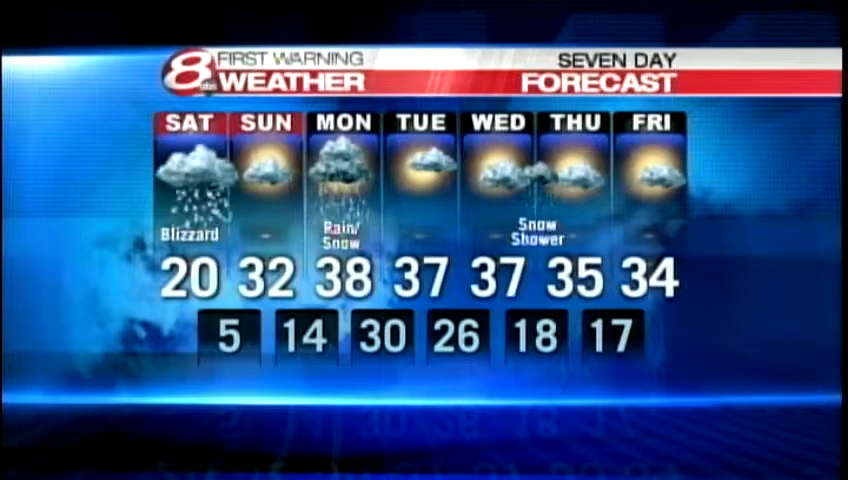 8 FIRST WARNING SEVEN DAY
WEATHER FORECAST
SAT SUN MON TUE WED THU FRI
Blizzard Rain/ Snow
Snow Shower
20 32 38 37 37 35 34
5 14 30 26 18 17